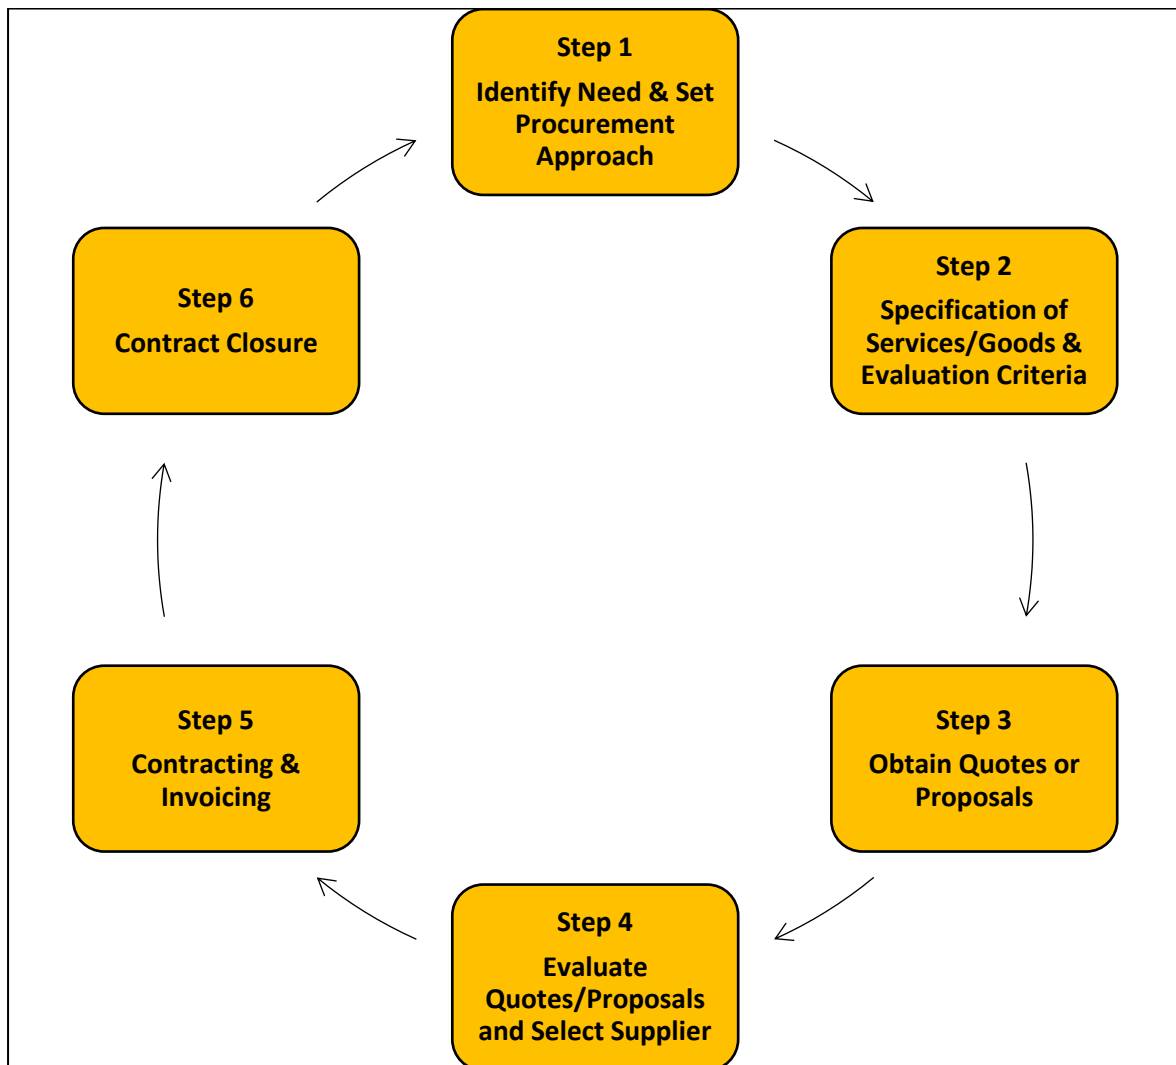 Step 1
Identify Need & Set
Procurement
Approach
Step 2
Specification of
Services/Goods &
Evaluation Criteria
Step 3
Obtain Quotes or
Proposals
Step 4
Evaluate
Quotes/Proposals
and Select Supplier
Step 5
Contracting &
Invoicing
Step 6
Contract Closure